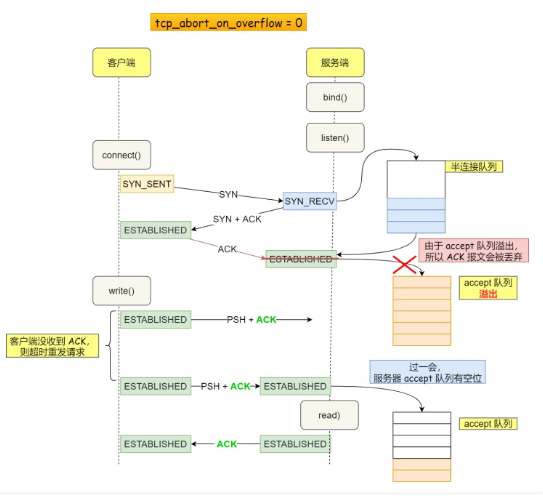 tcp_abort_on_overflow = 0
客户端
服务端
bind()
listen()
connect()
半连接队列
SYN_SENT
SYN
SYN_RECV
SYN + ACK
ESTABLISHED
ACK
ESTABLISHED
由于 accept 队列溢出，
所以 ACK 报文会被丢弃
write()
accept 队列
溢出
ESTABLISHED
PSH + ACK
客户端没收到 ACK，
则超时重发请求
过一会，
服务器 accept 队列有空位
ESTABLISHED
PSH + ACK
ESTABLISHED
read)
accept 队列
ESTABLISHED
ACK
ESTABLISHED